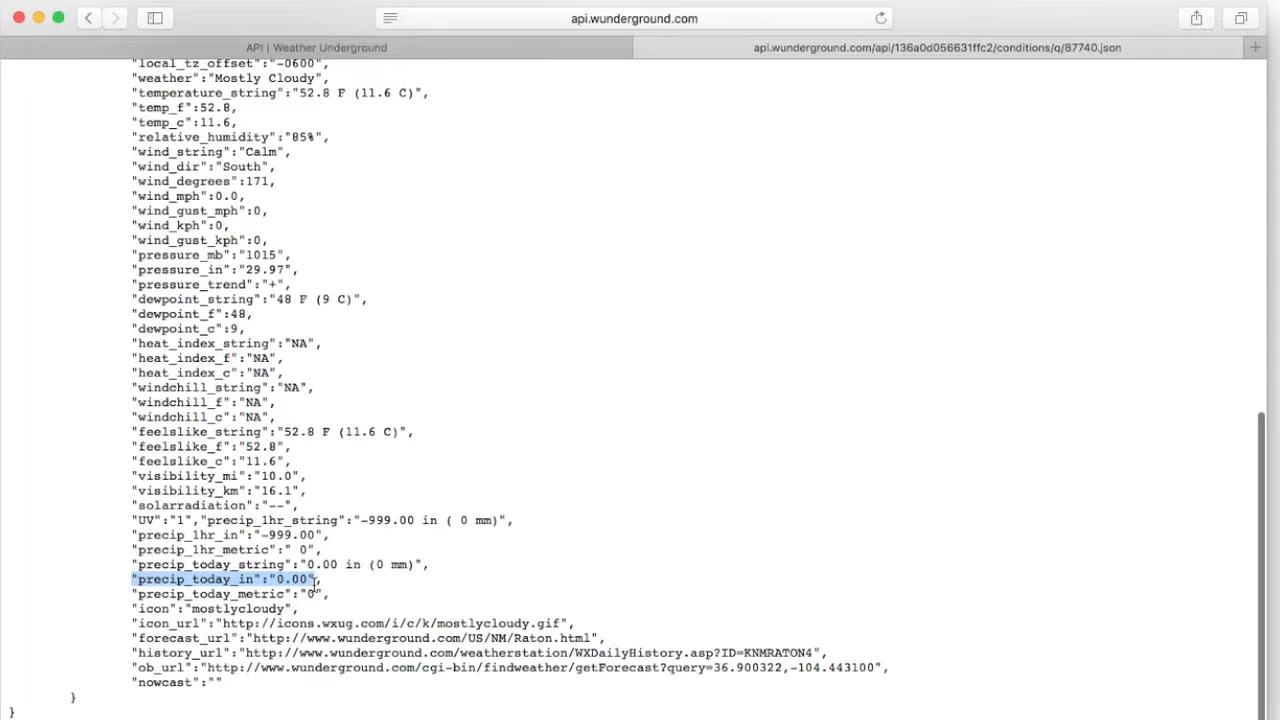 api.wunderground.com
API | Weather Underground
api.wunderground.com/api/136a0d056631ffc2/conditions/q/87740.json
"local_tz_offset":"-0600",
"weather":"Mostly Cloudy",
"temperature_string":"52.8 F (11.6 C)",
"temp_f":52.8,
"temp_c":11.6,
"relative_humidity":"85%",
"wind_string":"Calm",
"wind_dir":"South",
"wind_degrees":171,
"wind_mph":0.0,
"wind_gust_mph":0,
"wind_kph":0,
"wind_gust_kph":0,
"pressure_mb":"1015",
"pressure_in":"29.97",
"pressure_trend":"+",
"dewpoint_string":"48 F (9 C)",
"dewpoint_f":48,
"dewpoint_c":9,
"heat_index_string":"NA",
"heat_index_f":"NA",
"heat_index_c":"NA",
"windchill_string":"NA",
"windchill_f":"NA",
"windchill_c":"NA",
"feelslike_string":"52.8 F (11.6 C)",
"feelslike_f":"52.8",
"feelslike_c":"11.6",
"visibility_mi":"10.0",
"visibility_km":"16.1",
"solarradiation":"--",
"UV":"1","precip_1hr_string":"-999.00 in ( 0 mm)",
"precip_1hr_in":"-999.00",
"precip_1hr_metric":" 0",
"precip_today_string":"0.00 in (0 mm)",
"precip_today_in":"0.00",
"precip_today_metric":"0",
"icon":"mostlycloudy",
"icon_url":"http://icons.wxug.com/i/c/k/mostlycloudy.gif",
"forecast_url":"http://www.wunderground.com/US/NM/Raton.html",
"history_url":"http://www.wunderground.com/weatherstation/WXDailyHistory.asp?ID=KNMRATON4",
"ob_url":"http://www.wunderground.com/cgi-bin/findweather/getForecast?query=36.900322,-104.443100",
"nowcast":""
}
}